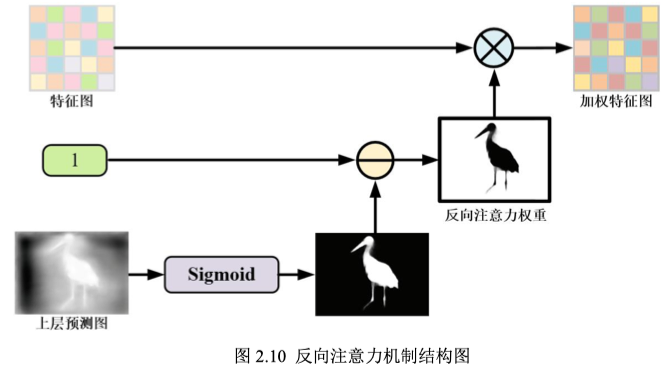 特征图
加权特征图
1
反向注意力权重
Sigmoid
上层预测图
图 2.10 反向注意力机制结构图